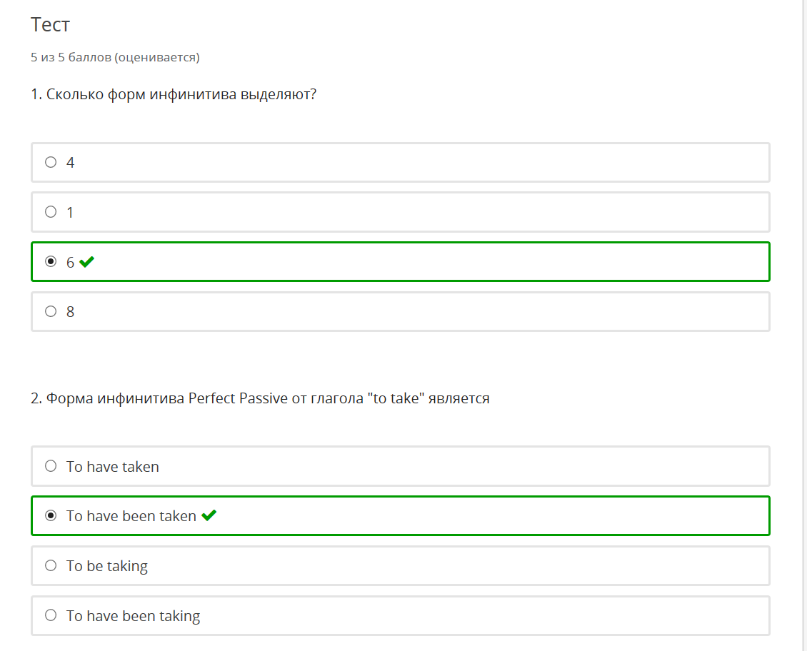 Тест
5 из 5 баллов (оценивается)
1. Сколько форм инфинитива выделяют?
4
1
6
8
2. Форма инфинитива Perfect Passive от глагола "to take" является
To have taken
To have been taken
To be taking
To have been taking